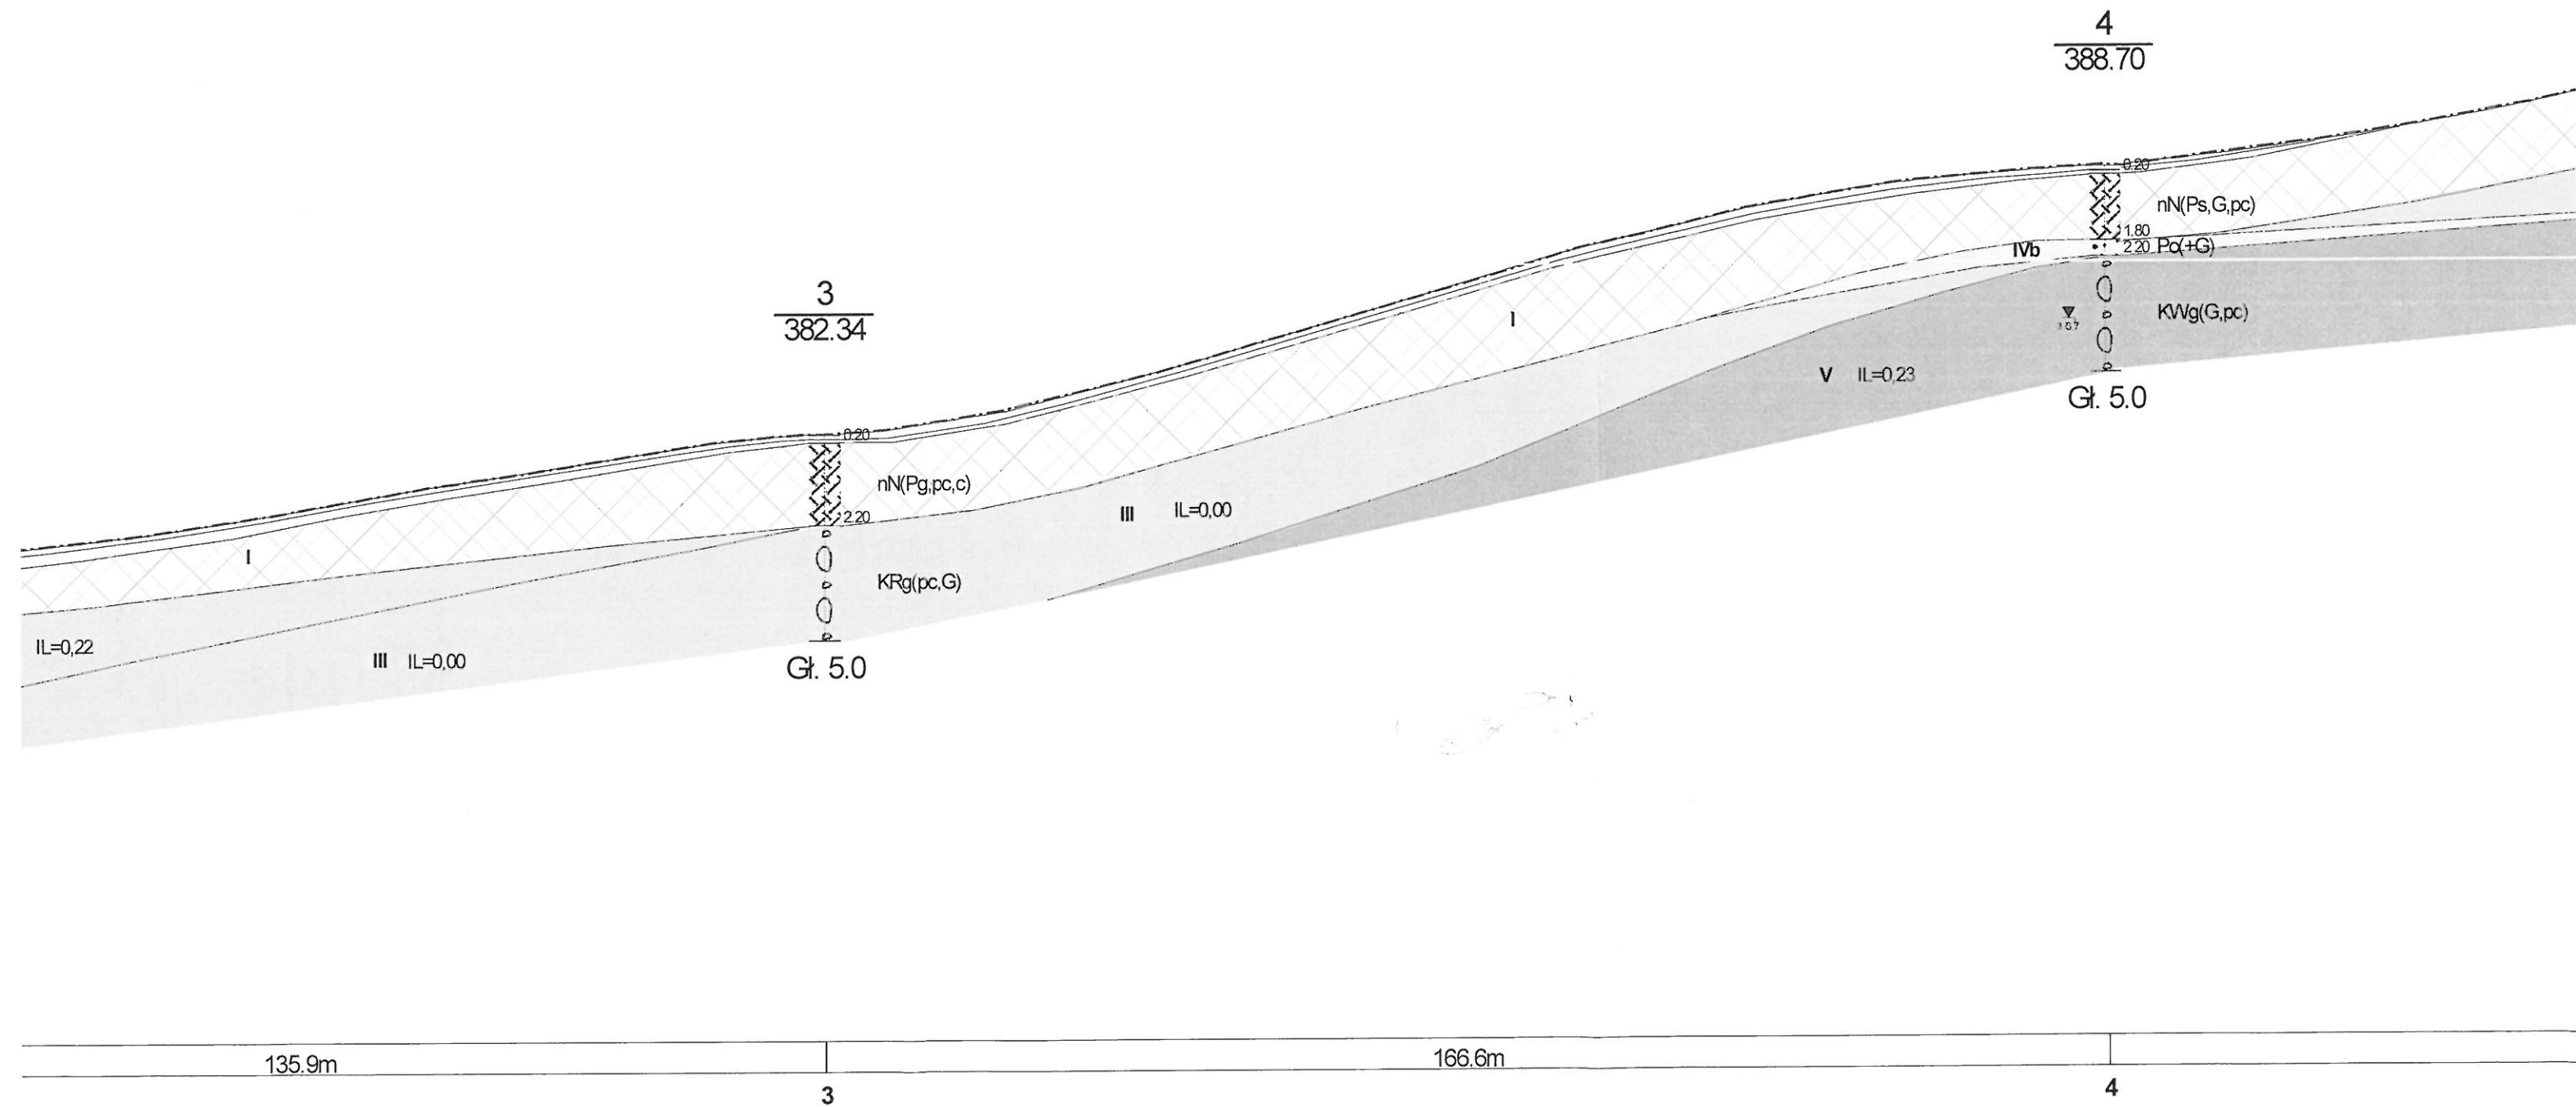 4
388.70
0.20
nN(Ps,G,pc)
1.80
IVb
2.20 Po(+G)
3
382.34
I
KWg(G,pc)
V IL=0,23
Gł. 5.0
0.20
nN(Pg,pc,c)
2.20
III IL=0,00
I
KRg(pc,G)
IL=0,22
III IL=0,00
Gł. 5.0
135.9m
166.6m
3
4